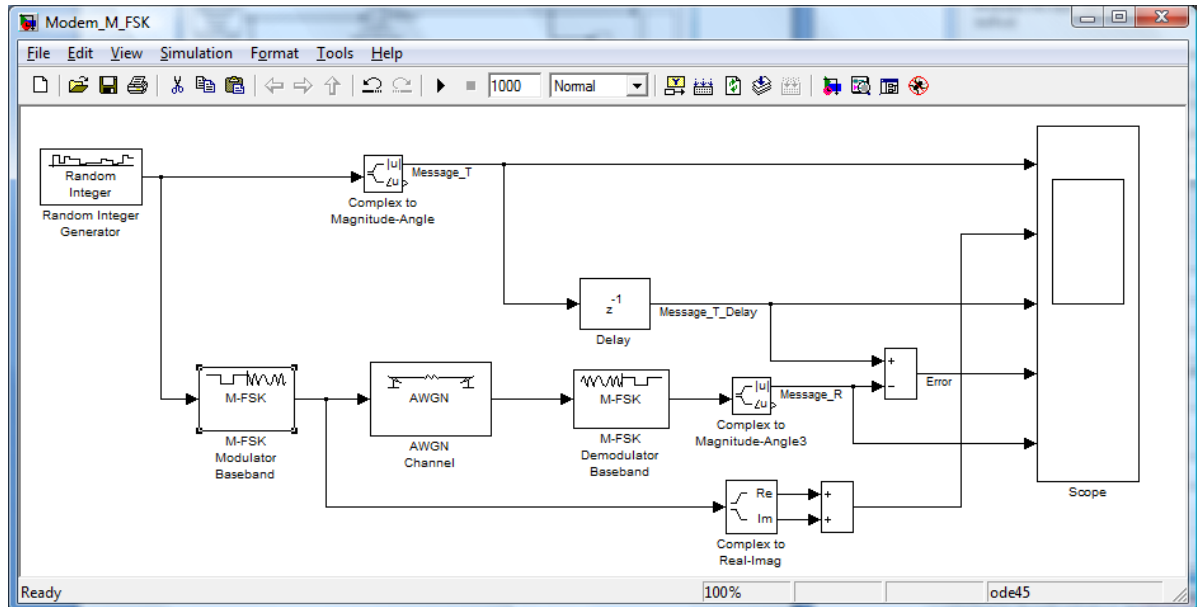 Modem_M_FSK
File Edit View Simulation Format Tools Help
1000 Normal
Random
Integer
Random Integer
Generator
|u|
∠u
Message_T
Complex to
Magnitude-Angle
z^-1
Delay
Message_T_Delay
M-FSK
M-FSK
Modulator
Baseband
AWGN
AWGN
Channel
M-FSK
M-FSK
Demodulator
Baseband
|u|
∠u
Message_R
Complex to
Magnitude-Angle3
+
−
Error
Re
Im
Complex to
Real-Imag
+
+
Scope
Ready 100% ode45